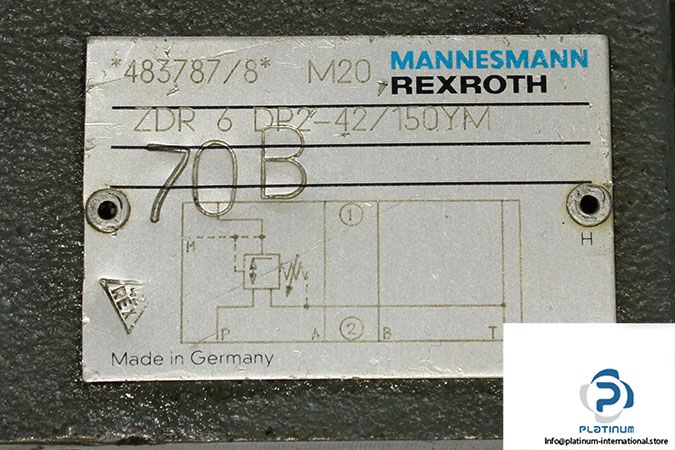 *483787/8* M20
MANNESMANN
REXROTH
ZDR 6 DP2-42/150YM
70 B
1
M
H
REX
P A 2 B T
Made in Germany
P
PLATINUM
Info@platinum-international.store